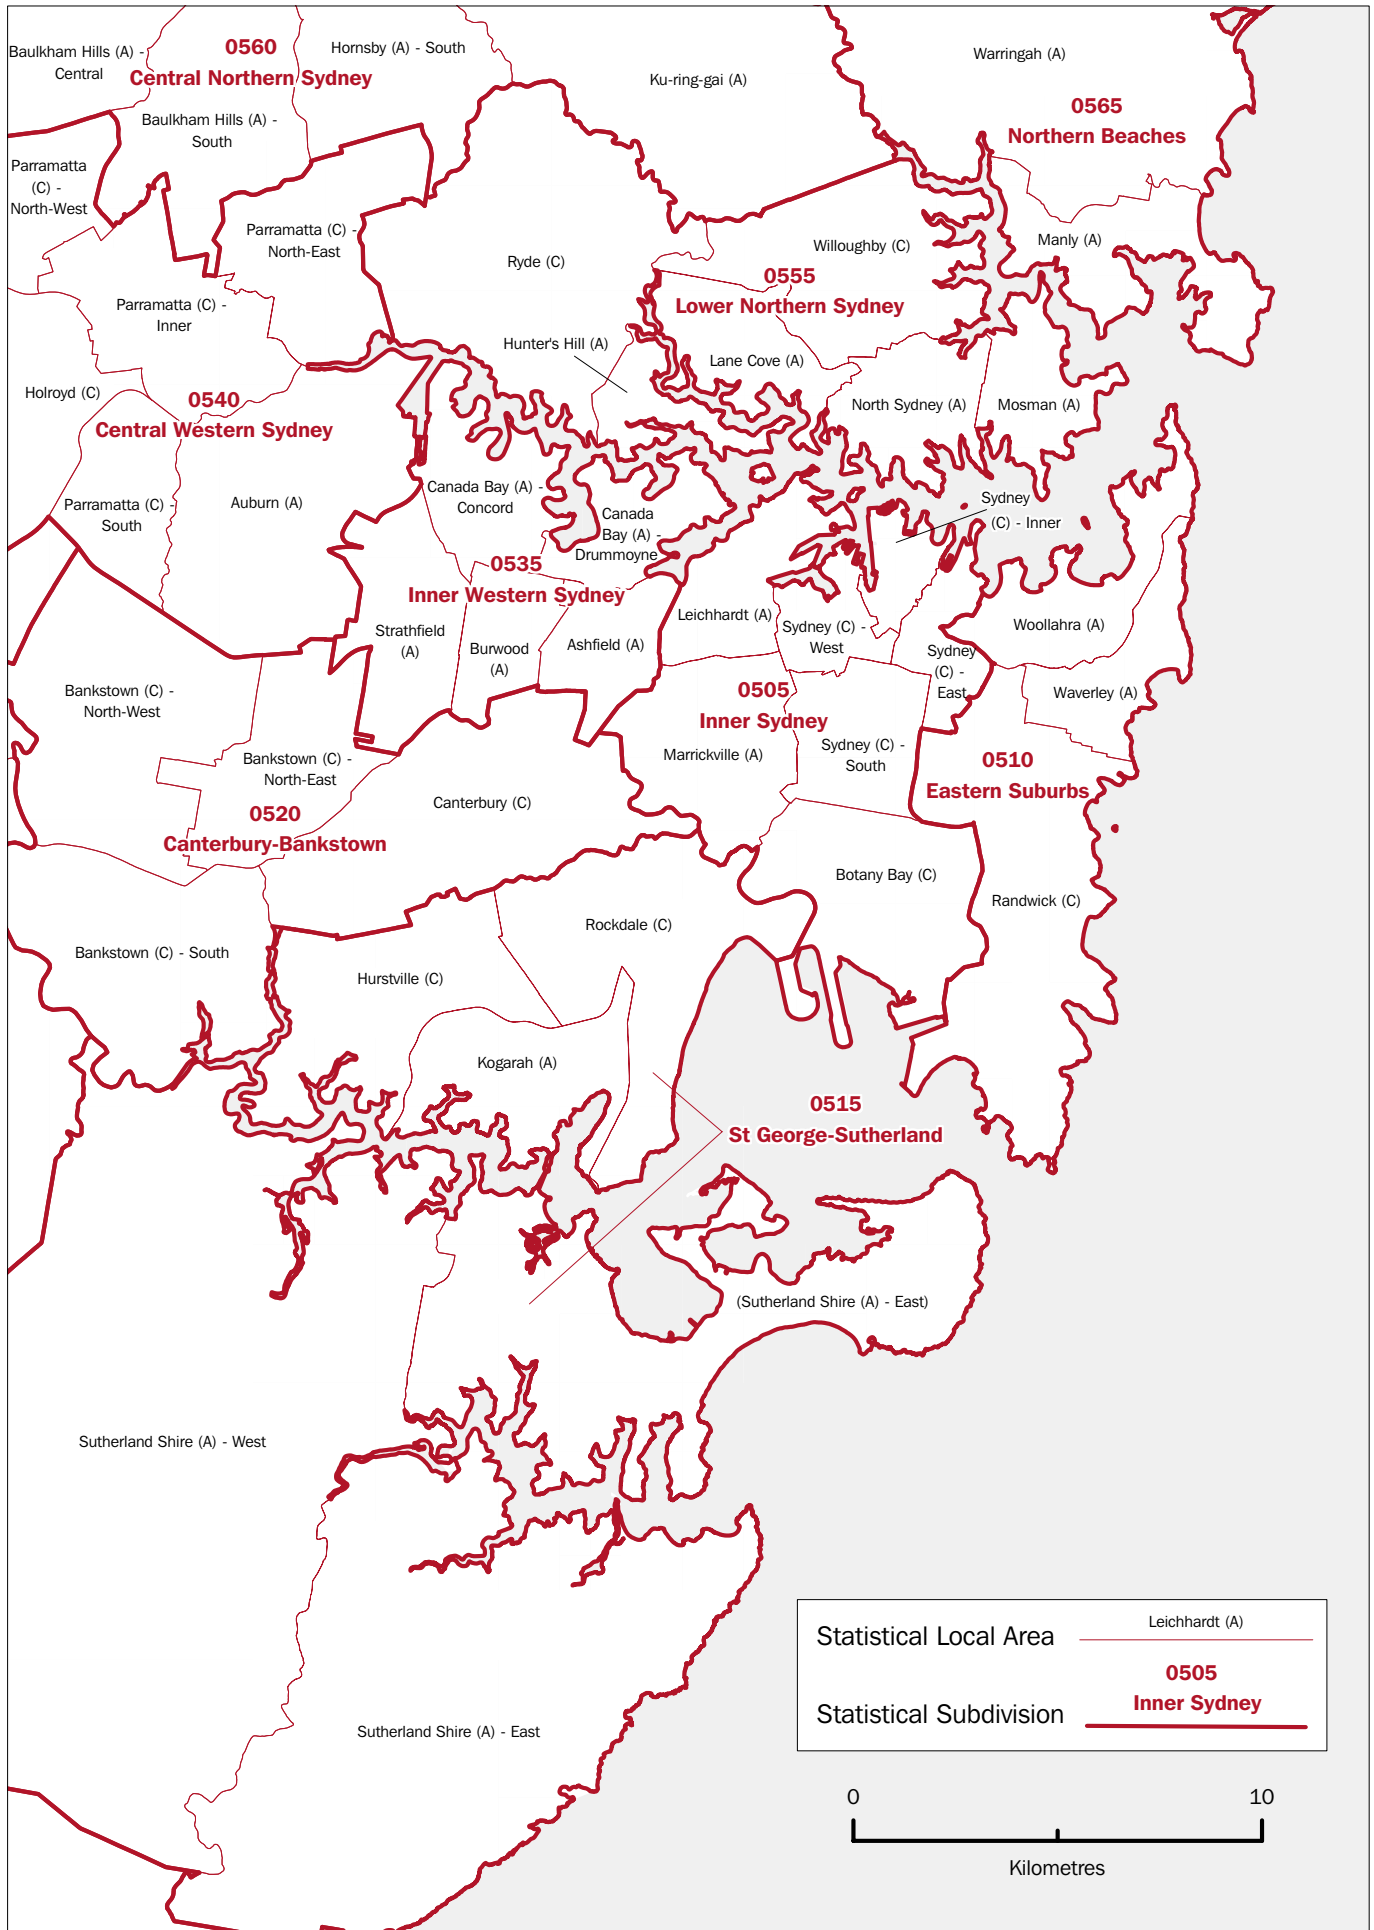 Baulkham Hills (A) -
Central
0560
Central Northern Sydney
Hornsby (A) - South
Ku-ring-gai (A)
Warringah (A)
0565
Northern Beaches
Baulkham Hills (A) -
South
Parramatta
(C) -
North-West
Parramatta (C) -
North-East
Ryde (C)
Willoughby (C)
Manly (A)
0555
Lower Northern Sydney
Parramatta (C) -
Inner
Hunter's Hill (A)
Lane Cove (A)
Holroyd (C)
0540
Central Western Sydney
North Sydney (A)
Mosman (A)
Parramatta (C) -
South
Auburn (A)
Canada Bay (A) -
Concord
Canada
Bay (A) -
Drummoyne
Sydney
(C) - Inner
0535
Inner Western Sydney
Strathfield
(A)
Burwood
(A)
Ashfield (A)
Leichhardt (A)
Sydney (C) -
West
Sydney
(C) -
East
Woollahra (A)
Waverley (A)
Bankstown (C) -
North-West
0505
Inner Sydney
Marrickville (A)
Sydney (C) -
South
0510
Eastern Suburbs
Bankstown (C) -
North-East
0520
Canterbury-Bankstown
Canterbury (C)
Botany Bay (C)
Randwick (C)
Bankstown (C) - South
Rockdale (C)
Hurstville (C)
Kogarah (A)
0515
St George-Sutherland
(Sutherland Shire (A) - East)
Sutherland Shire (A) - West
Sutherland Shire (A) - East
Statistical Local Area
Leichhardt (A)
Statistical Subdivision
0505
Inner Sydney
0
10
Kilometres